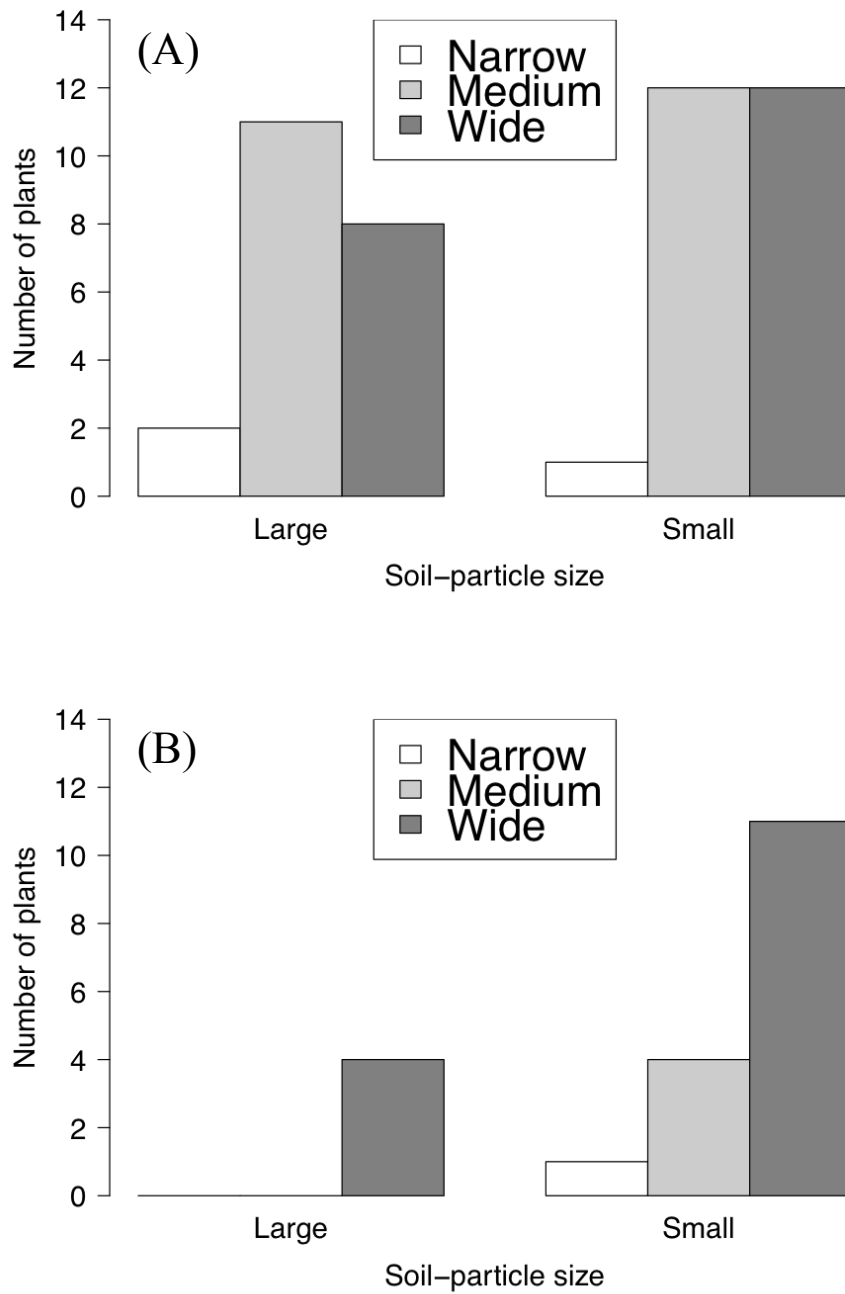 14
12
10
8
6
4
2
0
Number of plants
(A)
Narrow
Medium
Wide
Large
Small
Soil–particle size
14
12
10
8
6
4
2
0
Number of plants
(B)
Narrow
Medium
Wide
Large
Small
Soil–particle size